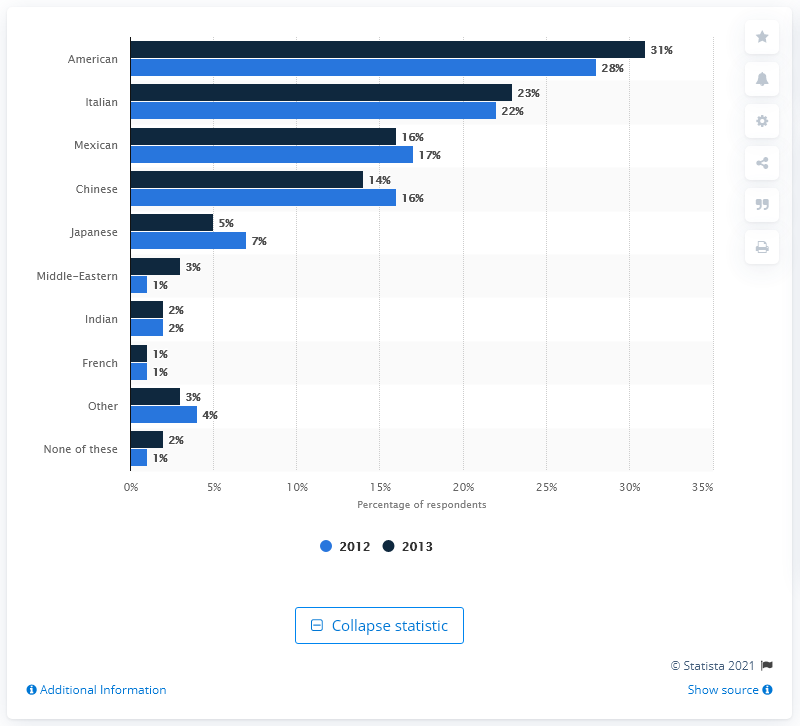 American 31%
28%
Italian 23%
22%
Mexican 16%
17%
Chinese 14%
16%
Japanese 5%
7%
Middle-Eastern 3%
1%
Indian 2%
2%
French 1%
1%
Other 3%
4%
None of these 2%
1%
0% 5% 10% 15% 20% 25% 30% 35%
Percentage of respondents
2012 2013
Collapse statistic
© Statista 2021
Additional Information Show source